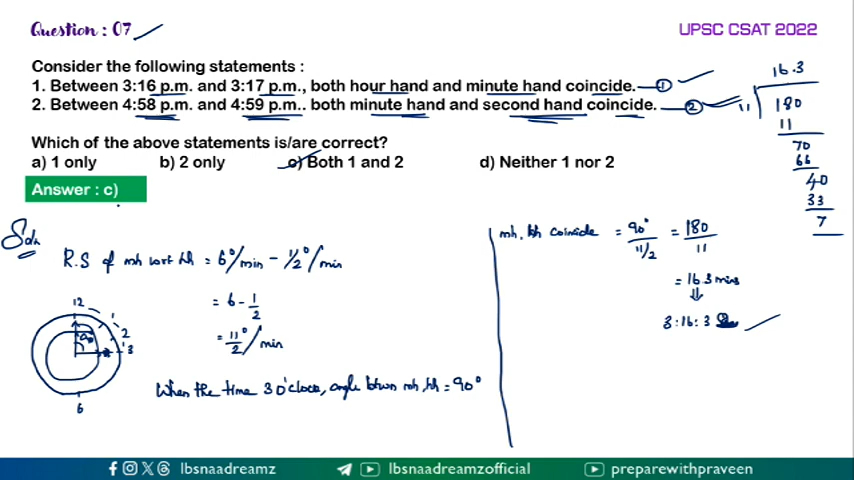 Question : 07
UPSC CSAT 2022
Consider the following statements :
1. Between 3:16 p.m. and 3:17 p.m., both hour hand and minute hand coincide. ①
2. Between 4:58 p.m. and 4:59 p.m.. both minute hand and second hand coincide. ②
Which of the above statements is/are correct?
a) 1 only b) 2 only c) Both 1 and 2 d) Neither 1 nor 2
Answer : c)
16.3
11 180
11
70
66
40
33
7
Soln
R.S of mh wort hh = 6°/min - 1/2°/min
= 6 - 1/2
= 11°/2 /min
12
1
2
90
3
6
When the time 3 0'clock, angle btwn mh, hh = 90°
mh, hh coincide = 90°/11/2 = 180/11
= 16.3 mins
3:16:3
lbsnaadreamz lbsnaadreamzofficial preparewithpraveen